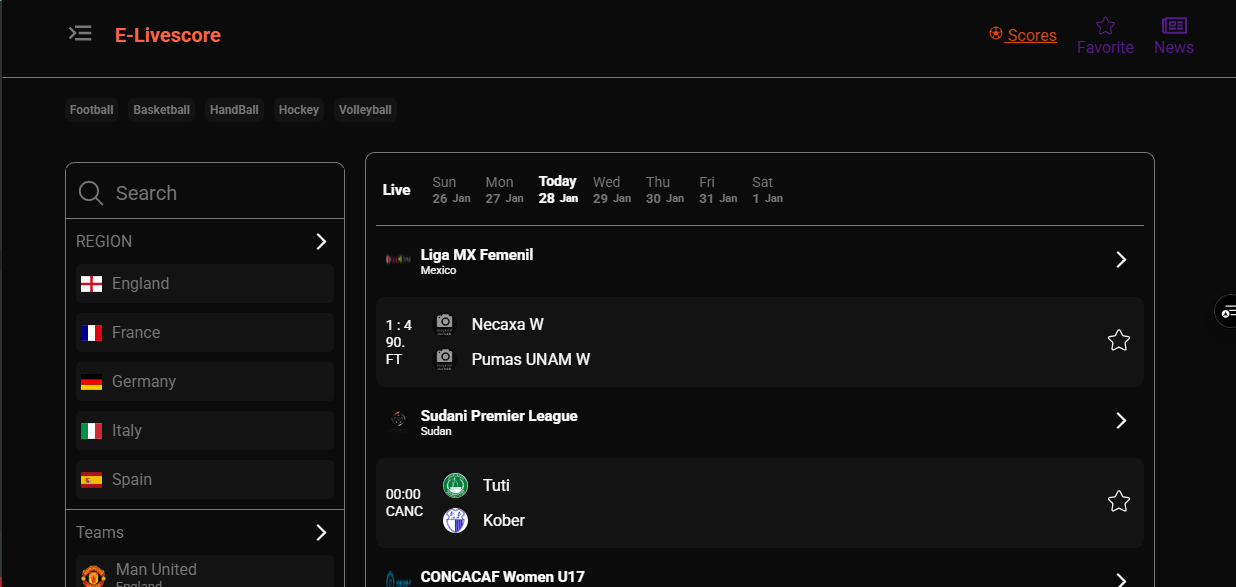 E-Livescore
Scores
Favorite
News
Football
Basketball
HandBall
Hockey
Volleyball
Search
REGION
England
France
Germany
Italy
Spain
Teams
Man United
England
Live
Sun
26 Jan
Mon
27 Jan
Today
28 Jan
Wed
29 Jan
Thu
30 Jan
Fri
31 Jan
Sat
1 Jan
Liga MX Femenil
Mexico
1 : 4
90.
FT
Necaxa W
Pumas UNAM W
Sudani Premier League
Sudan
00:00
CANC
Tuti
Kober
CONCACAF Women U17